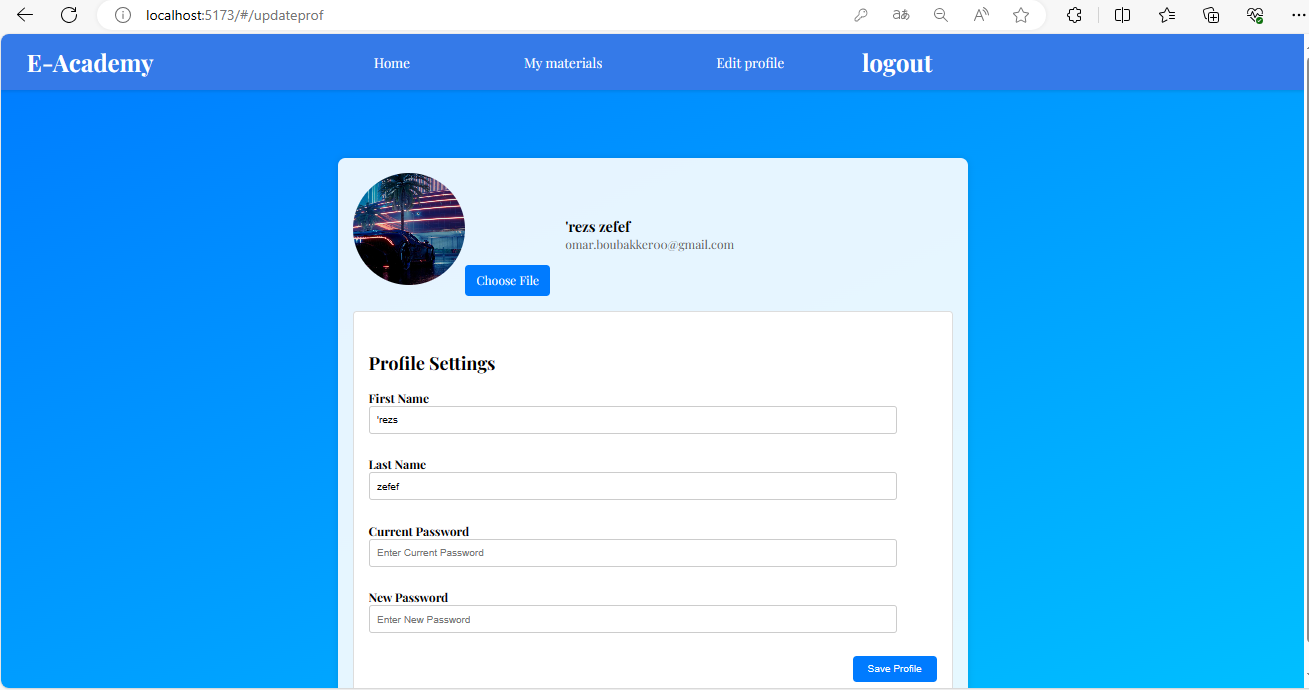 localhost:5173/#/updateprof
E-Academy Home My materials Edit profile logout
'rezs zefef
omar.boubakker00@gmail.com
Choose File
Profile Settings
First Name
'rezs
Last Name
zefef
Current Password
Enter Current Password
New Password
Enter New Password
Save Profile